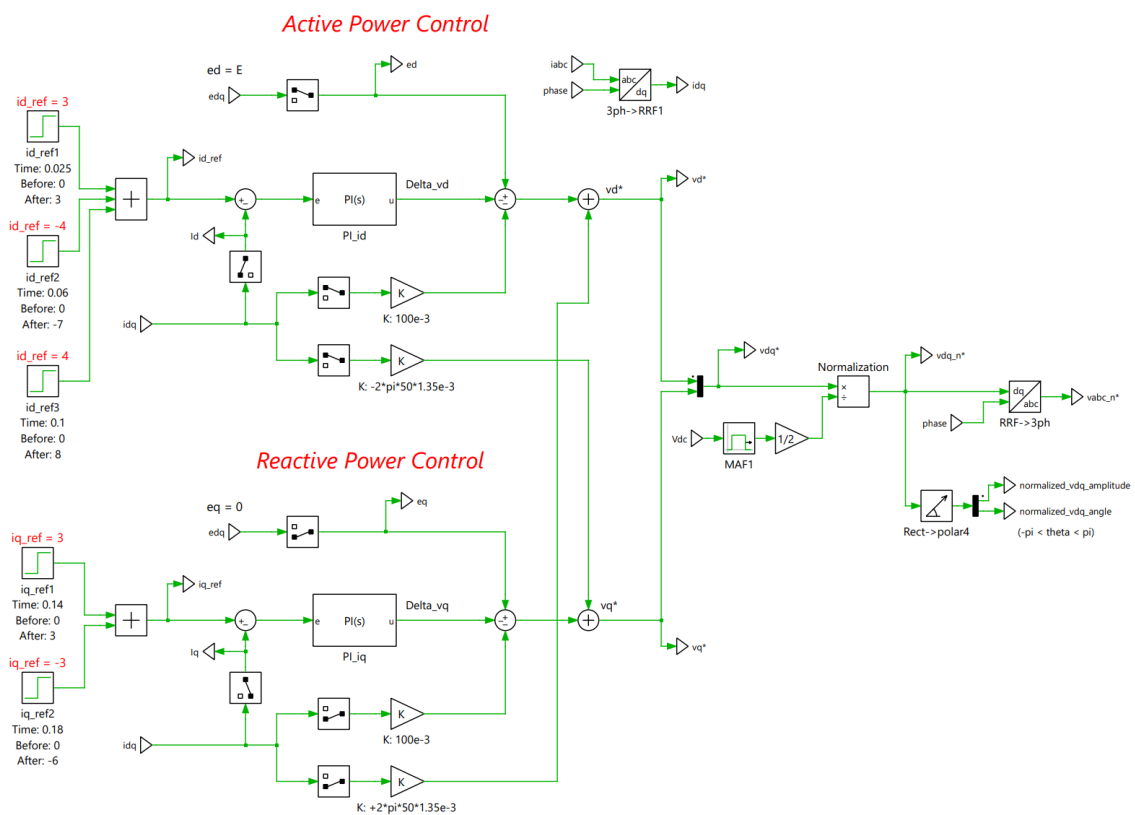 Active Power Control
ed = E
edq
ed
iabc
phase
abc
dq
3ph->RRF1
idq
id_ref = 3
id_ref1
Time: 0.025
Before: 0
After: 3
id_ref = -4
id_ref2
Time: 0.06
Before: 0
After: -7
id_ref = 4
id_ref3
Time: 0.1
Before: 0
After: 8
+
id_ref
+
−
Id
idq
e
PI(s)
u
PI_id
Delta_vd
+
−
−
K
K: 100e-3
K
K: -2*pi*50*1.35e-3
+
vd*
vd*
vdq*
Normalization
×
÷
Vdc
MAF1
1/2
vdq_n*
phase
dq
abc
RRF->3ph
vabc_n*
Rect->polar4
normalized_vdq_amplitude
normalized_vdq_angle
(-pi < theta < pi)
Reactive Power Control
eq = 0
edq
eq
iq_ref = 3
iq_ref1
Time: 0.14
Before: 0
After: 3
iq_ref = -3
iq_ref2
Time: 0.18
Before: 0
After: -6
+
iq_ref
+
−
Iq
idq
e
PI(s)
u
PI_iq
Delta_vq
+
−
−
K
K: 100e-3
K
K: +2*pi*50*1.35e-3
+
vq*
vq*